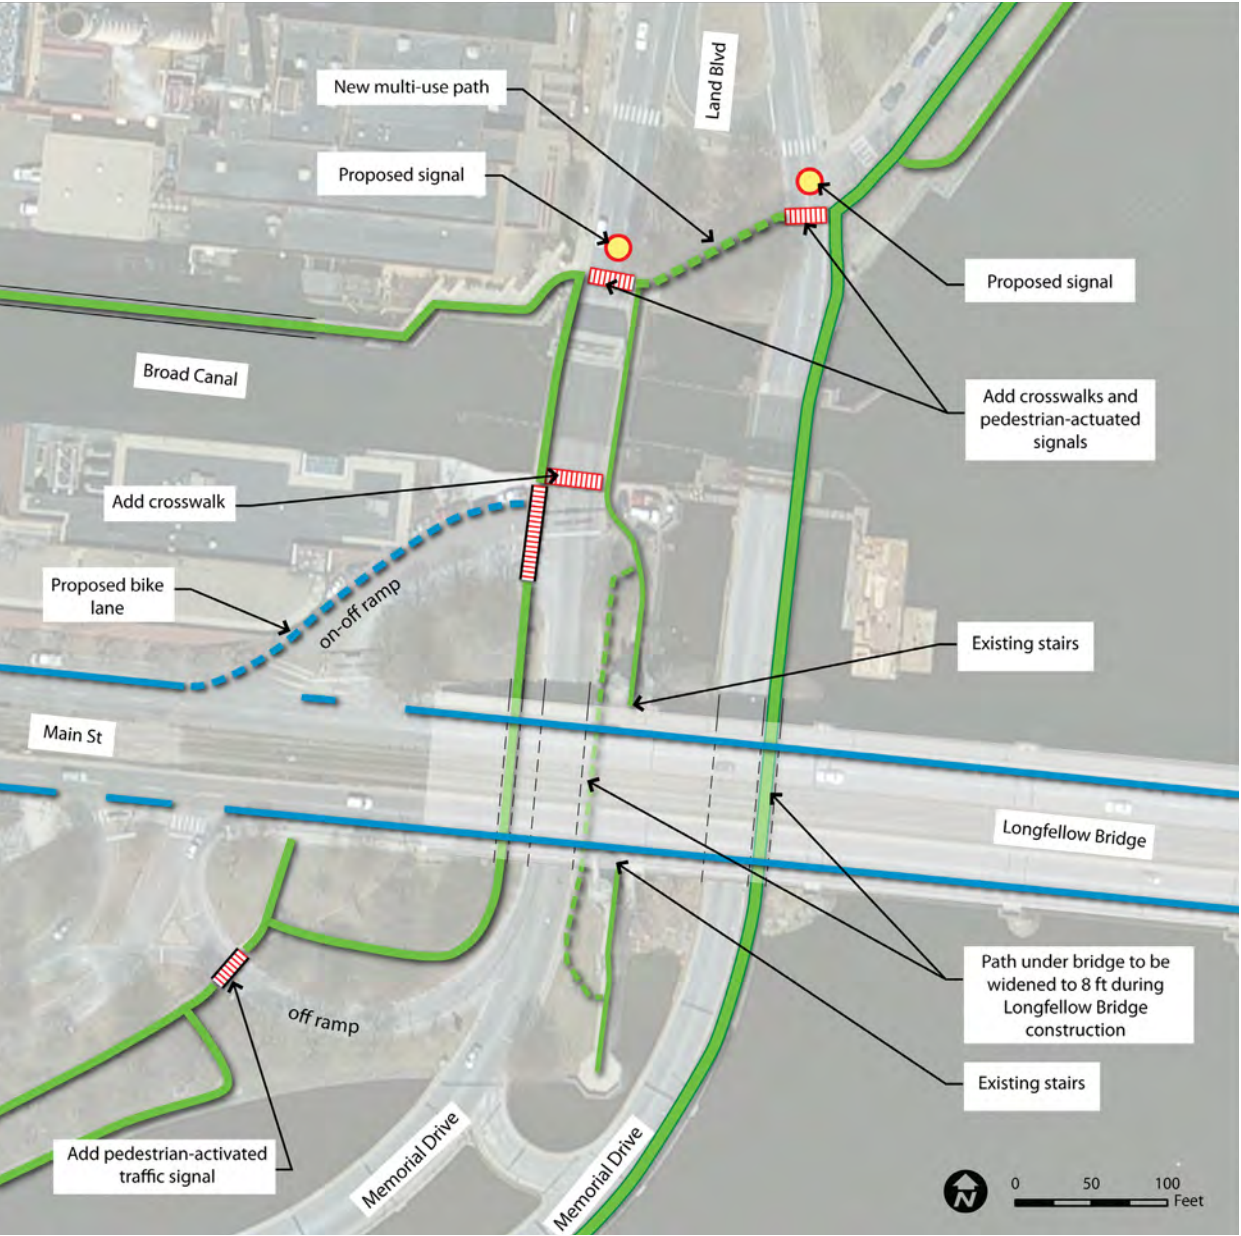 Land Blvd
New multi-use path
Proposed signal
Proposed signal
Broad Canal
Add crosswalks and
pedestrian-actuated
signals
Add crosswalk
Proposed bike
lane
on-off ramp
Existing stairs
Main St
Longfellow Bridge
Path under bridge to be
widened to 8 ft during
Longfellow Bridge
construction
off ramp
Existing stairs
Add pedestrian-activated
traffic signal
Memorial Drive
Memorial Drive
N
0 50 100
Feet